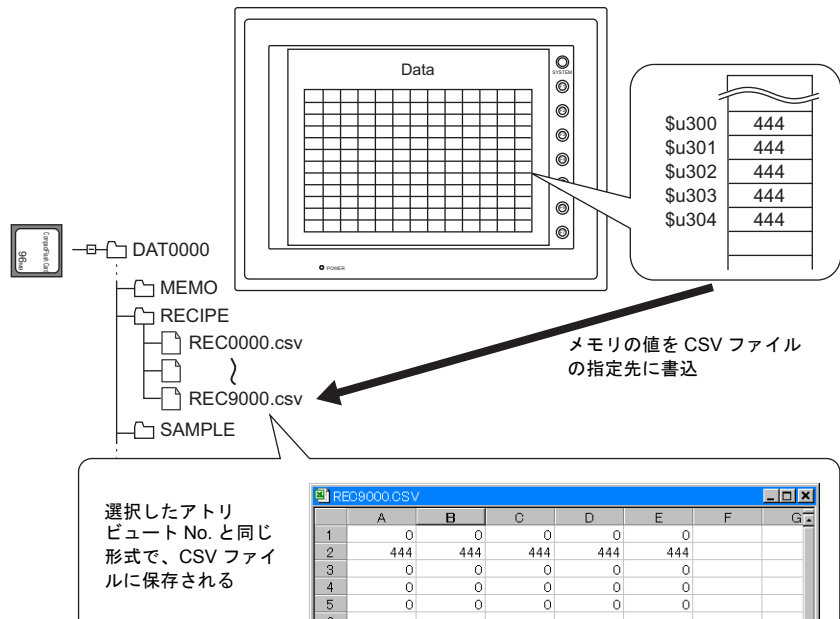 Data
SYSTEM
POWER
$u300 444
$u301 444
$u302 444
$u303 444
$u304 444
CompactFlash Card
96MB
DAT0000
MEMO
RECIPE
REC0000.csv
REC9000.csv
SAMPLE
メモリの値を CSV ファイル
の指定先に書込
選択したアトリ
ビュート No. と同じ
形式で、CSV ファイ
ルに保存される
REC9000.CSV
A B C D E F G
1 0 0 0 0 0
2 444 444 444 444 444
3 0 0 0 0 0
4 0 0 0 0 0
5 0 0 0 0 0